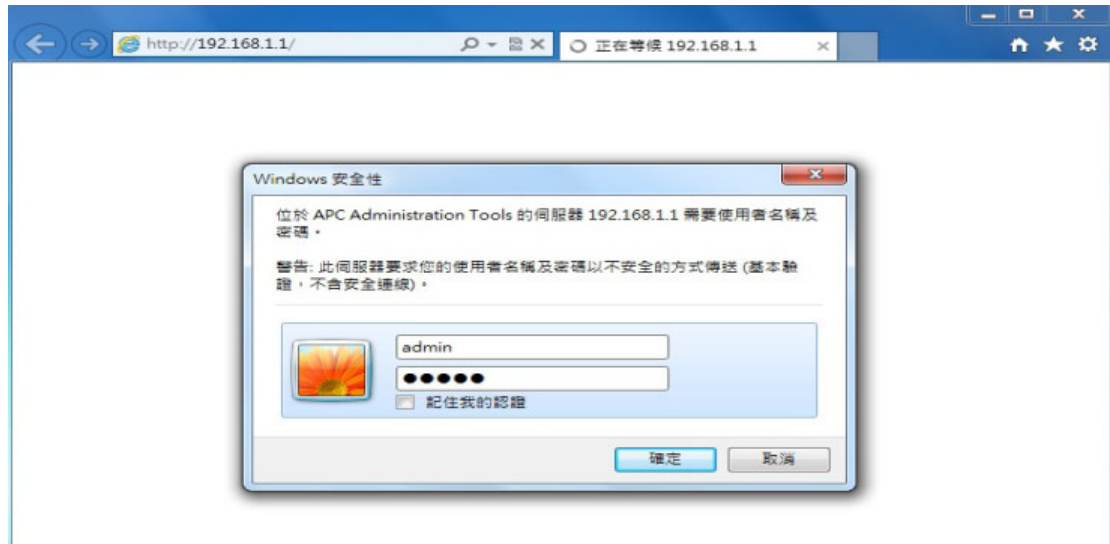 http://192.168.1.1/
正在等候 192.168.1.1
Windows 安全性
位於 APC Administration Tools 的伺服器 192.168.1.1 需要使用者名稱及
密碼。
警告: 此伺服器要求您的使用者名稱及密碼以不安全的方式傳送 (基本驗
證，不含安全連線)。
admin
●●●●●
記住我的認證
確定
取消